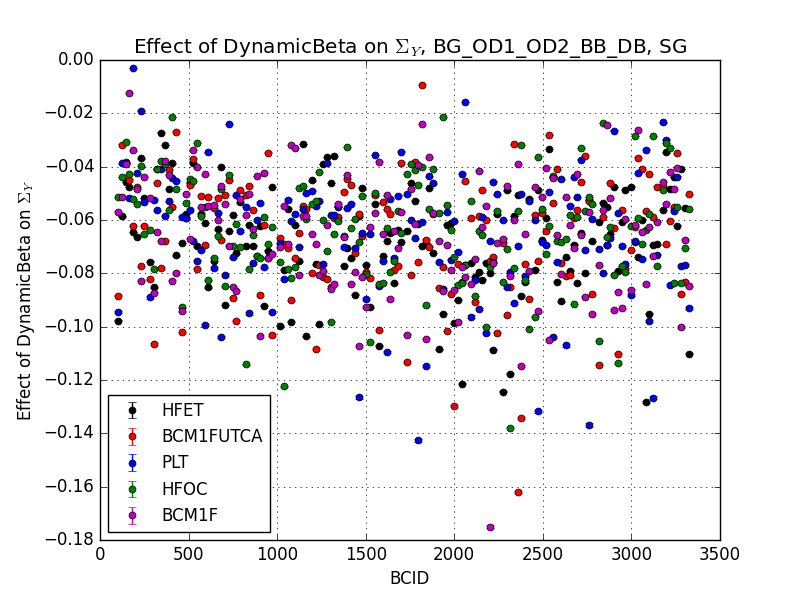 Effect of DynamicBeta on Σ_Y, BG_OD1_OD2_BB_DB, SG
Effect of DynamicBeta on Σ_Y
0.00
−0.02
−0.04
−0.06
−0.08
−0.10
−0.12
−0.14
−0.16
−0.18
HFET
BCM1FUTCA
PLT
HFOC
BCM1F
0 500 1000 1500 2000 2500 3000 3500
BCID